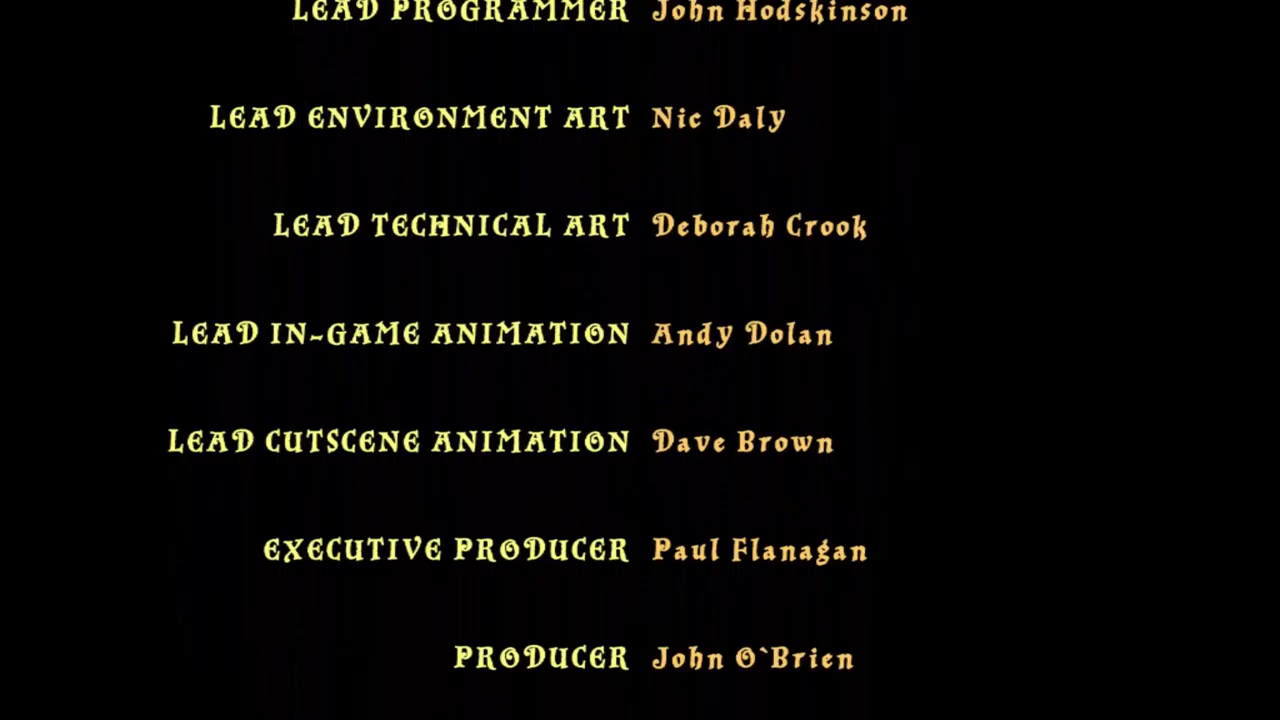 LEAD PROGRAMMER John Hodskinson
LEAD ENVIRONMENT ART Nic Daly
LEAD TECHNICAL ART Deborah Crook
LEAD IN-GAME ANIMATION Andy Dolan
LEAD CUTSCENE ANIMATION Dave Brown
EXECUTIVE PRODUCER Paul Flanagan
PRODUCER John O`Brien